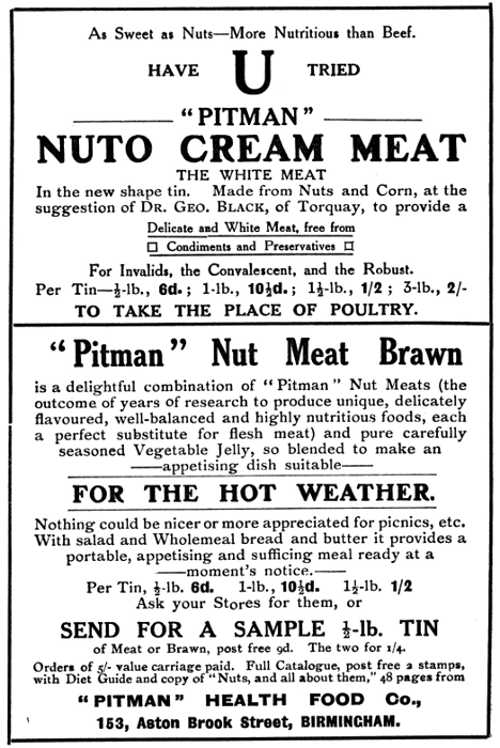 As Sweet as Nuts—More Nutritious than Beef.
HAVE U TRIED
"PITMAN"
NUTO CREAM MEAT
THE WHITE MEAT
In the new shape tin. Made from Nuts and Corn, at the
suggestion of DR. GEO. BLACK, of Torquay, to provide a
Delicate and White Meat, free from
Condiments and Preservatives
For Invalids, the Convalescent, and the Robust.
Per Tin—½-lb., 6d.; 1-lb., 10½d.; 1½-lb., 1/2; 3-lb., 2/-
TO TAKE THE PLACE OF POULTRY.
"Pitman" Nut Meat Brawn
is a delightful combination of "Pitman" Nut Meats (the
outcome of years of research to produce unique, delicately
flavoured, well-balanced and highly nutritious foods, each
a perfect substitute for flesh meat) and pure carefully
seasoned Vegetable Jelly, so blended to make an
—appetising dish suitable—
FOR THE HOT WEATHER.
Nothing could be nicer or more appreciated for picnics, etc.
With salad and Wholemeal bread and butter it provides a
portable, appetising and sufficing meal ready at a
—moment's notice.—
Per Tin, ½-lb. 6d. 1-lb., 10½d. 1½-lb. 1/2
Ask your Stores for them, or
SEND FOR A SAMPLE ½-lb. TIN
of Meat or Brawn, post free 9d. The two for 1/4.
Orders of 5/- value carriage paid. Full Catalogue, post free 2 stamps,
with Diet Guide and copy of "Nuts, and all about them," 48 pages from
"PITMAN" HEALTH FOOD Co.,
153, Aston Brook Street, BIRMINGHAM.